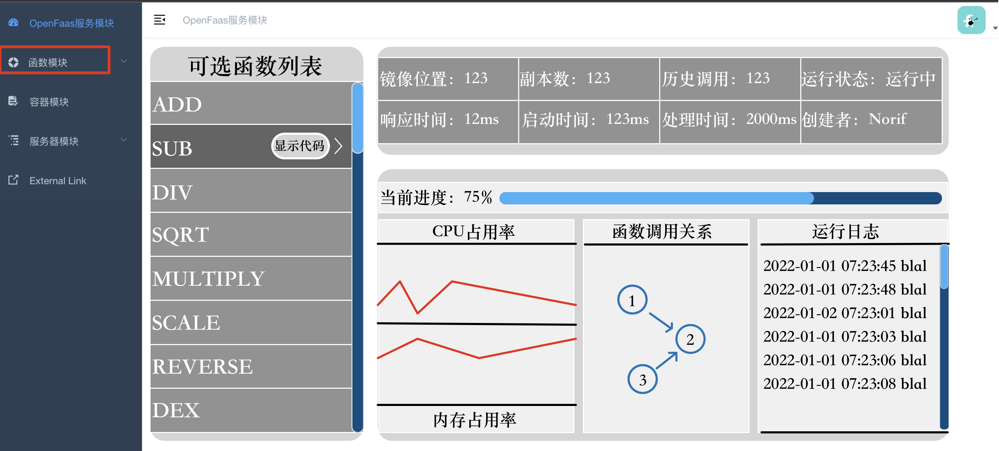 OpenFaas服务模块
函数模块
容器模块
服务器模块
External Link
OpenFaas服务模块
可选函数列表
ADD
SUB 显示代码
DIV
SQRT
MULTIPLY
SCALE
REVERSE
DEX
镜像位置：123 副本数：123 历史调用：123 运行状态：运行中
响应时间：12ms 启动时间：123ms 处理时间：2000ms 创建者：Norif
当前进度：75%
CPU占用率
内存占用率
函数调用关系
1
2
3
运行日志
2022-01-01 07:23:45 blal
2022-01-01 07:23:48 blal
2022-01-02 07:23:01 blal
2022-01-01 07:23:03 blal
2022-01-01 07:23:06 blal
2022-01-01 07:23:08 blal